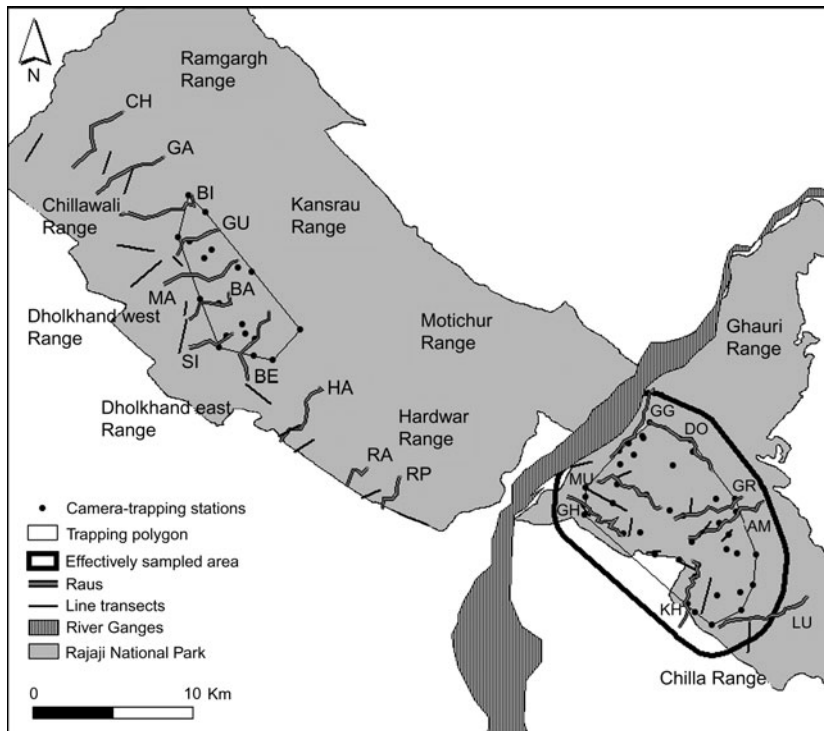 N
Ramgargh
Range
CH
GA
Chillawali
Range
BI
GU
Kansrau
Range
MA
BA
Dholkhand west
Range
SI
BE
Motichur
Range
Ghauri
Range
Dholkhand east
Range
HA
Hardwar
Range
RA
RP
GG
DO
MU
GR
GH
AM
KH
LU
Chilla Range
Camera-trapping stations
Trapping polygon
Effectively sampled area
Raus
Line transects
River Ganges
Rajaji National Park
0 10 Km